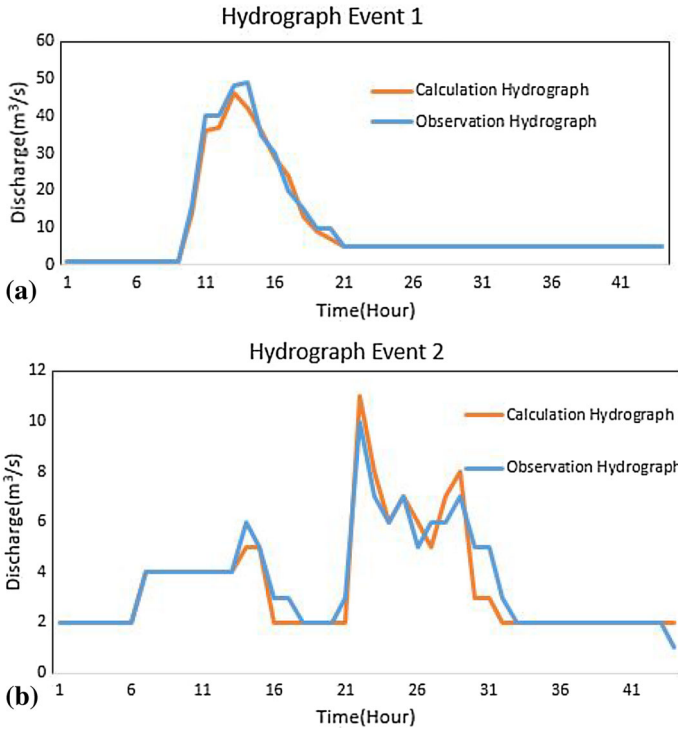 Hydrograph Event 1
60
50
40
30
20
10
0
Discharge(m³/s)
Calculation Hydrograph
Observation Hydrograph
1 6 11 16 21 26 31 36 41
Time(Hour)
(a)
Hydrograph Event 2
12
10
8
6
4
2
0
Discharge(m³/s)
Calculation Hydrograph
Observation Hydrograph
1 6 11 16 21 26 31 36 41
Time(Hour)
(b)